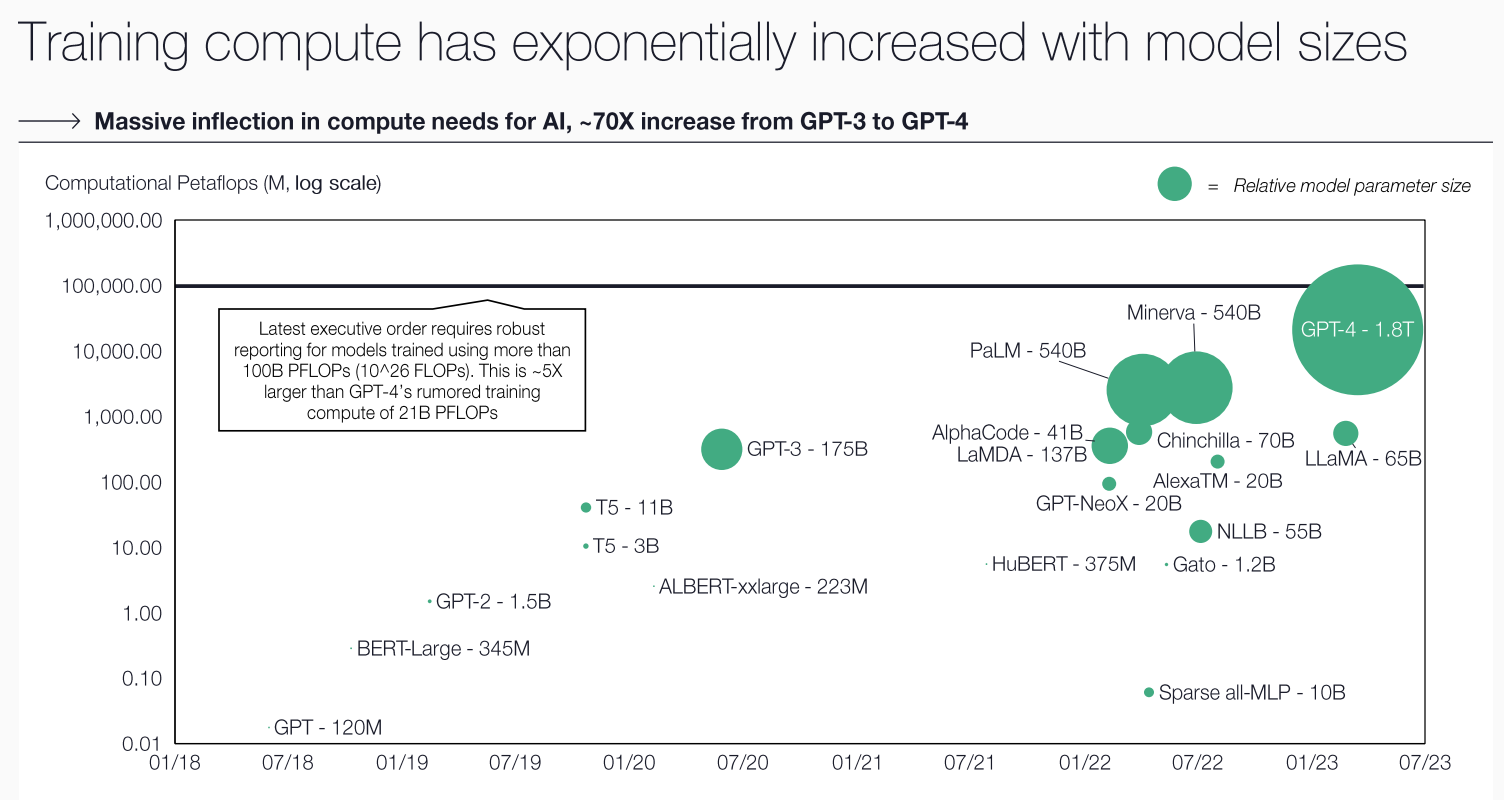 Training compute has exponentially increased with model sizes
Massive inflection in compute needs for AI, ~70X increase from GPT-3 to GPT-4
Computational Petaflops (M, log scale)
= Relative model parameter size
1,000,000.00
100,000.00
10,000.00
1,000.00
100.00
10.00
1.00
0.10
0.01
Latest executive order requires robust
reporting for models trained using more than
100B PFLOPs (10^26 FLOPs). This is ~5X
larger than GPT-4's rumored training
compute of 21B PFLOPs
GPT-4 - 1.8T
Minerva - 540B
PaLM - 540B
AlphaCode - 41B
LaMDA - 137B
Chinchilla - 70B
LLaMA - 65B
GPT-3 - 175B
AlexaTM - 20B
GPT-NeoX - 20B
T5 - 11B
NLLB - 55B
T5 - 3B
HuBERT - 375M
Gato - 1.2B
ALBERT-xxlarge - 223M
GPT-2 - 1.5B
BERT-Large - 345M
Sparse all-MLP - 10B
GPT - 120M
01/18
07/18
01/19
07/19
01/20
07/20
01/21
07/21
01/22
07/22
01/23
07/23